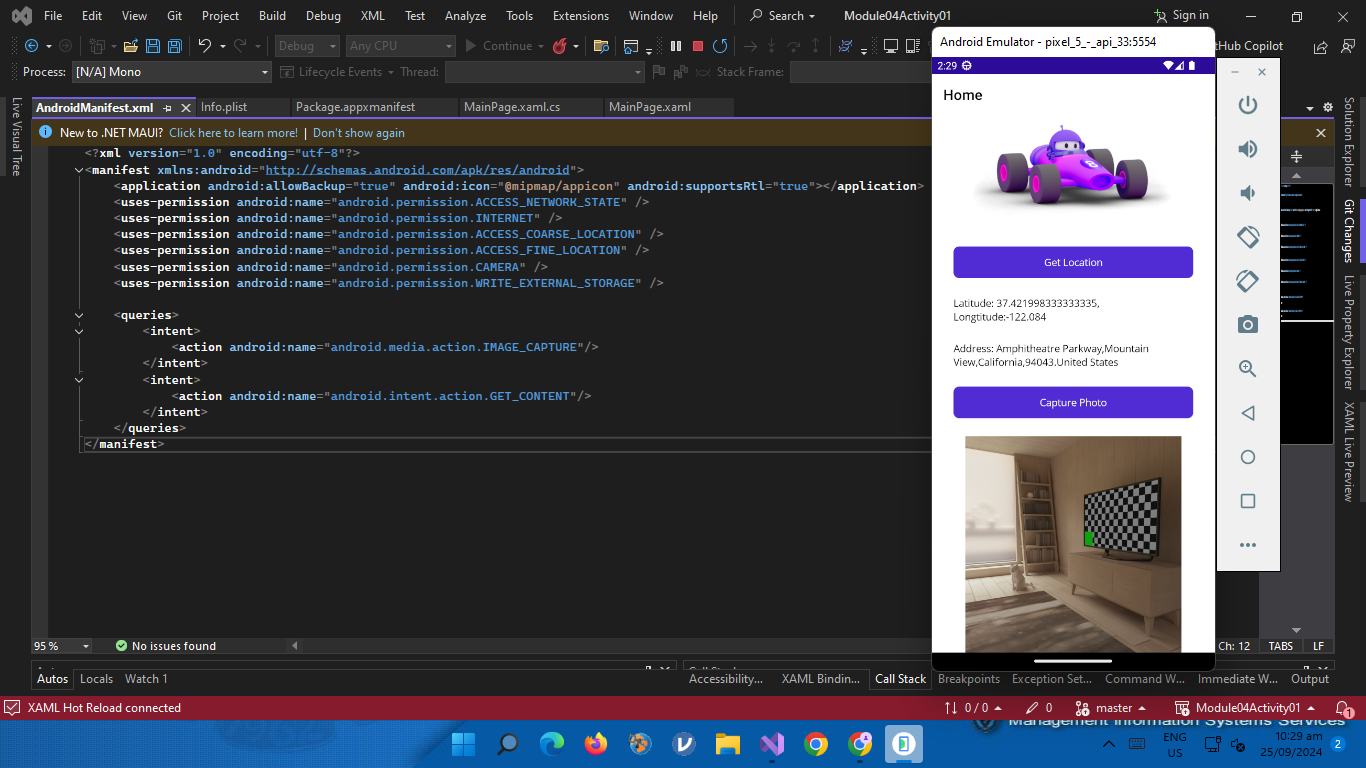 File Edit View Git Project Build Debug XML Test Analyze Tools Extensions Window Help Search Module04Activity01 Sign in
Debug Any CPU Continue
Hub Copilot
Process: [N/A] Mono Lifecycle Events Thread: Stack Frame:
AndroidManifest.xml Info.plist Package.appxmanifest MainPage.xaml.cs MainPage.xaml
New to .NET MAUI? Click here to learn more! | Don't show again
<?xml version="1.0" encoding="utf-8"?>
<manifest xmlns:android="http://schemas.android.com/apk/res/android">
<application android:allowBackup="true" android:icon="@mipmap/appicon" android:supportsRtl="true"></application>
<uses-permission android:name="android.permission.ACCESS_NETWORK_STATE" />
<uses-permission android:name="android.permission.INTERNET" />
<uses-permission android:name="android.permission.ACCESS_COARSE_LOCATION" />
<uses-permission android:name="android.permission.ACCESS_FINE_LOCATION" />
<uses-permission android:name="android.permission.CAMERA" />
<uses-permission android:name="android.permission.WRITE_EXTERNAL_STORAGE" />
<queries>
<intent>
<action android:name="android.media.action.IMAGE_CAPTURE"/>
</intent>
<intent>
<action android:name="android.intent.action.GET_CONTENT"/>
</intent>
</queries>
</manifest>
Live Visual Tree
Android Emulator - pixel_5_-_api_33:5554
2:29
Home
Get Location
Latitude: 37.421998333333335,
Longtitude:-122.084
Address: Amphitheatre Parkway,Mountain
View,California,94043.United States
Capture Photo
Solution Explorer
Git Changes
Live Property Explorer
XAML Live Preview
95 % No issues found Ch: 12 TABS LF
Autos Locals Watch 1 Accessibility... XAML Bindin... Call Stack Breakpoints Exception Set... Command W... Immediate W... Output
XAML Hot Reload connected 0 / 0 0 master Module04Activity01 1
Management Information Systems Services
ENG
US
10:29 am
25/09/2024
2